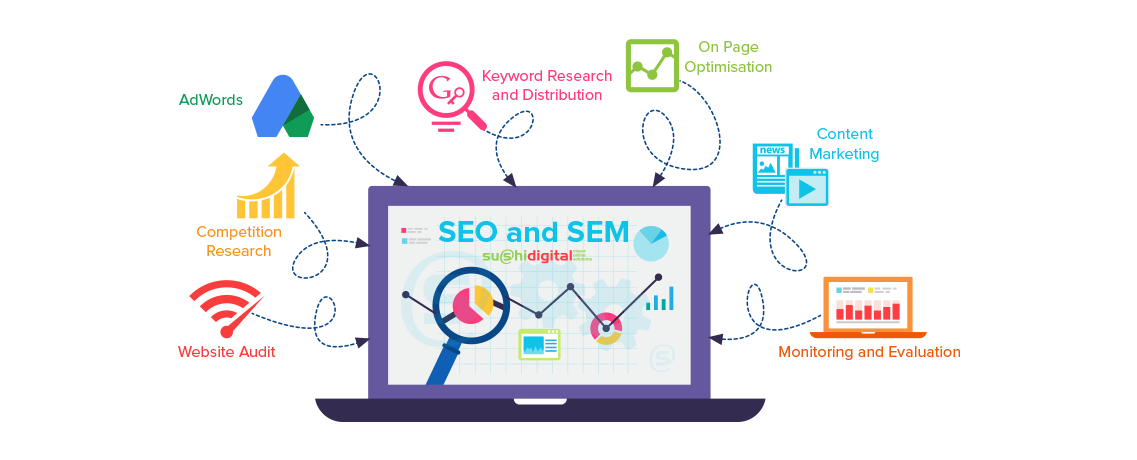 On Page
Optimisation
Keyword Research
and Distribution
AdWords
Content
Marketing
news
Competition
Research
SEO and SEM
su@hidigital
Website Audit
Monitoring and Evaluation